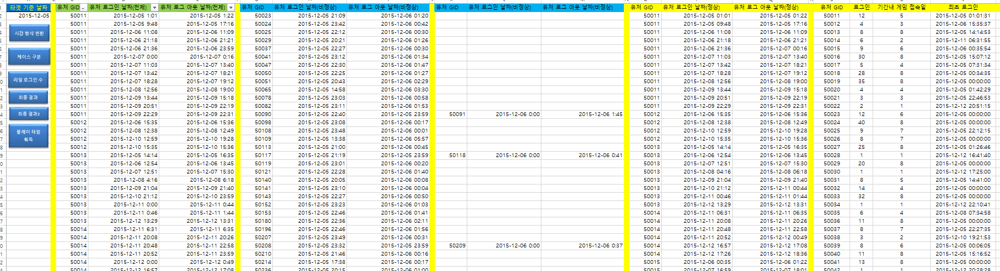 타겟 기준 날짜 유저 GID 유저 로그인 날짜(전체) 유저 로그 아웃 날짜(전체) 유저 GID 유저 로그인 날짜(비정상) 유저 로그 아웃 날짜(비정상) 유저 GID 유저 로그인 날짜(비정상) 유저 로그 아웃 날짜(비정상) 유저 GID 유저 로그인 날짜(정상) 유저 로그 아웃 날짜(정상) 유저 GID 로그인 기간내 게임 접속일 최초 로그인
2015-12-05 50011 2015-12-05 1:01 2015-12-05 1:22 50023 2015-12-05 21:09 2015-12-06 01:20 50011 2015-12-05 01:01 2015-12-05 01:22 50011 12 5 2015-12-05 01:01:31
50011 2015-12-05 9:48 2015-12-05 17:16 50024 2015-12-05 23:42 2015-12-06 00:42 50011 2015-12-05 09:48 2015-12-05 17:16 50012 4 3 2015-12-06 15:35:37
시간 형식 변환 50011 2015-12-06 11:08 2015-12-06 11:09 50025 2015-12-05 22:12 2015-12-06 00:30 50011 2015-12-06 11:08 2015-12-06 11:09 50013 8 8 2015-12-05 14:14:53
50011 2015-12-06 21:18 2015-12-06 21:21 50029 2015-12-05 20:21 2015-12-06 01:26 50011 2015-12-06 21:18 2015-12-06 21:21 50014 6 2 2015-12-11 06:31:55
50011 2015-12-06 21:36 2015-12-06 23:59 50037 2015-12-05 22:27 2015-12-06 00:30 50011 2015-12-06 21:36 2015-12-07 00:16 50015 9 6 2015-12-06 00:35:54
케이스 구분 50011 2015-12-07 0:00 2015-12-07 0:16 50041 2015-12-05 23:12 2015-12-06 01:34 50011 2015-12-07 11:03 2015-12-07 13:40 50016 30 8 2015-12-05 15:07:12
50011 2015-12-07 11:03 2015-12-07 13:40 50047 2015-12-05 22:30 2015-12-06 01:47 50011 2015-12-07 13:42 2015-12-07 18:21 50017 5 4 2015-12-05 07:31:34
50011 2015-12-07 13:42 2015-12-07 18:21 50050 2015-12-05 22:25 2015-12-06 01:27 50011 2015-12-07 18:28 2015-12-07 19:12 50018 28 8 2015-12-05 00:34:35
리얼 로그인 수 50011 2015-12-07 18:28 2015-12-07 19:12 50051 2015-12-05 20:43 2015-12-06 02:29 50011 2015-12-08 12:56 2015-12-08 19:00 50019 35 8 2015-12-05 00:00:00
50011 2015-12-08 12:56 2015-12-08 19:00 50065 2015-12-05 14:58 2015-12-06 03:30 50011 2015-12-09 13:44 2015-12-09 15:18 50020 4 4 2015-12-05 01:42:29
최종 결과 50011 2015-12-09 13:44 2015-12-09 15:18 50078 2015-12-05 23:03 2015-12-06 00:58 50011 2015-12-09 20:51 2015-12-09 22:19 50021 3 3 2015-12-05 22:46:53
50011 2015-12-09 20:51 2015-12-09 22:19 50082 2015-12-05 23:11 2015-12-06 01:53 50011 2015-12-09 22:29 2015-12-09 22:31 50022 2 1 2015-12-12 20:51:15
최종 결과2 50011 2015-12-09 22:29 2015-12-09 22:31 50090 2015-12-05 22:40 2015-12-05 23:59 50091 2015-12-06 0:00 2015-12-06 1:45 50012 2015-12-06 15:35 2015-12-06 15:36 50023 12 6 2015-12-05 00:00:00
50012 2015-12-06 15:35 2015-12-06 15:36 50098 2015-12-05 23:08 2015-12-06 00:17 50012 2015-12-08 12:38 2015-12-08 12:49 50024 40 8 2015-12-05 00:00:00
플레이 타임 50012 2015-12-08 12:38 2015-12-08 12:49 50108 2015-12-05 23:48 2015-12-06 00:01 50012 2015-12-10 12:59 2015-12-10 19:28 50025 9 7 2015-12-05 22:12:15
획득 50012 2015-12-10 12:59 2015-12-10 19:28 50109 2015-12-05 13:38 2015-12-06 05:57 50012 2015-12-10 15:35 2015-12-10 15:36 50026 8 7 2015-12-05 00:00:00
50012 2015-12-10 15:35 2015-12-10 15:36 50113 2015-12-05 21:00 2015-12-06 00:45 50013 2015-12-05 14:14 2015-12-05 16:35 50027 25 8 2015-12-05 01:26:46
50013 2015-12-05 14:14 2015-12-05 16:35 50117 2015-12-05 21:19 2015-12-05 23:59 50118 2015-12-06 0:00 2015-12-06 0:41 50013 2015-12-06 12:54 2015-12-06 13:45 50028 1 1 2015-12-12 16:41:40
50013 2015-12-06 12:54 2015-12-06 13:45 50119 2015-12-05 23:01 2015-12-06 00:20 50013 2015-12-07 12:51 2015-12-07 15:30 50029 20 8 2015-12-05 00:00:00
50013 2015-12-07 12:51 2015-12-07 15:30 50121 2015-12-05 22:28 2015-12-06 01:40 50013 2015-12-08 04:16 2015-12-08 06:18 50030 1 1 2015-12-12 17:25:00
50013 2015-12-08 4:16 2015-12-08 6:18 50140 2015-12-05 20:05 2015-12-06 00:08 50013 2015-12-09 21:04 2015-12-09 21:40 50031 8 5 2015-12-05 14:41:00
50013 2015-12-09 21:04 2015-12-09 21:40 50141 2015-12-05 23:10 2015-12-06 00:04 50013 2015-12-10 21:12 2015-12-11 00:44 50032 14 4 2015-12-05 00:00:00
50013 2015-12-10 21:12 2015-12-10 23:59 50143 2015-12-05 22:27 2015-12-06 00:50 50013 2015-12-11 00:46 2015-12-11 01:44 50033 32 8 2015-12-05 00:00:00
50013 2015-12-11 0:00 2015-12-11 0:44 50152 2015-12-05 23:23 2015-12-06 01:03 50013 2015-12-12 13:29 2015-12-12 13:31 50034 1 1 2015-12-12 22:10:41
50013 2015-12-11 0:46 2015-12-11 1:44 50153 2015-12-05 22:46 2015-12-06 01:41 50014 2015-12-11 06:31 2015-12-11 06:35 50035 6 4 2015-12-08 07:34:58
50013 2015-12-12 13:29 2015-12-12 13:31 50180 2015-12-05 22:36 2015-12-06 02:11 50014 2015-12-11 20:08 2015-12-11 20:26 50036 11 8 2015-12-05 00:00:00
50014 2015-12-11 6:31 2015-12-11 6:35 50196 2015-12-05 22:46 2015-12-06 01:56 50014 2015-12-11 20:48 2015-12-11 22:58 50037 8 7 2015-12-05 22:27:35
50014 2015-12-11 20:08 2015-12-11 20:26 50207 2015-12-05 23:49 2015-12-06 00:31 50014 2015-12-11 20:52 2015-12-12 00:49 50038 3 2 2015-12-10 19:21:53
50014 2015-12-11 20:48 2015-12-11 22:58 50208 2015-12-05 23:32 2015-12-05 23:59 50209 2015-12-06 0:00 2015-12-06 0:37 50014 2015-12-12 16:57 2015-12-12 17:08 50039 8 6 2015-12-05 00:06:05
50014 2015-12-11 20:52 2015-12-11 23:59 50210 2015-12-05 21:46 2015-12-06 00:16 50014 2015-12-12 17:26 2015-12-12 18:36 50040 11 8 2015-12-05 15:16:52
50014 2015-12-12 0:00 2015-12-12 0:49 50214 2015-12-05 17:38 2015-12-06 00:17 50015 2015-12-06 00:35 2015-12-06 01:22 50041 13 8 2015-12-05 00:00:00
50014 2015-12-12 16:57 2015-12-12 17:08 50236 2015-12-05 20:15 2015-12-06 01:00 50015 2015-12-07 16:59 2015-12-07 18:01 50042 1 1 2015-12-12 20:28:28